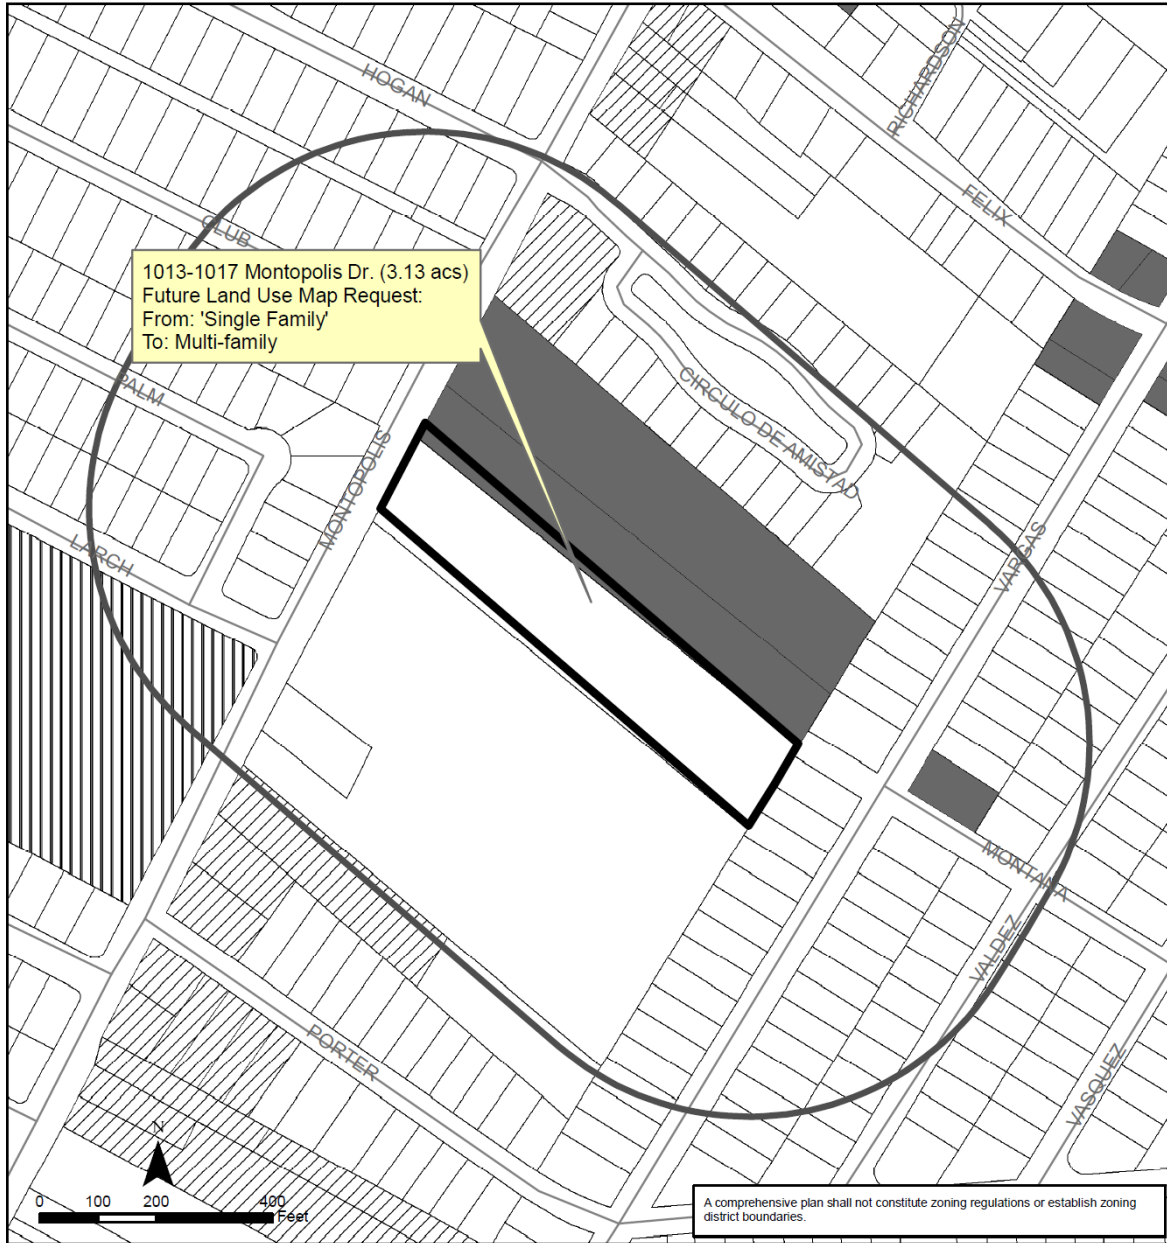 RICHARDSON
HOGAN
FELIX
CLUB
1013-1017 Montopolis Dr. (3.13 acs)
Future Land Use Map Request:
From: 'Single Family'
To: Multi-family
PALM
CIRCULO DE AMISTAD
MONTOPOLIS
VARGAS
LARCH
MONTANA
VALDEZ
PORTER
VASQUEZ
N
0 100 200 400
Feet
A comprehensive plan shall not constitute zoning regulations or establish zoning
district boundaries.